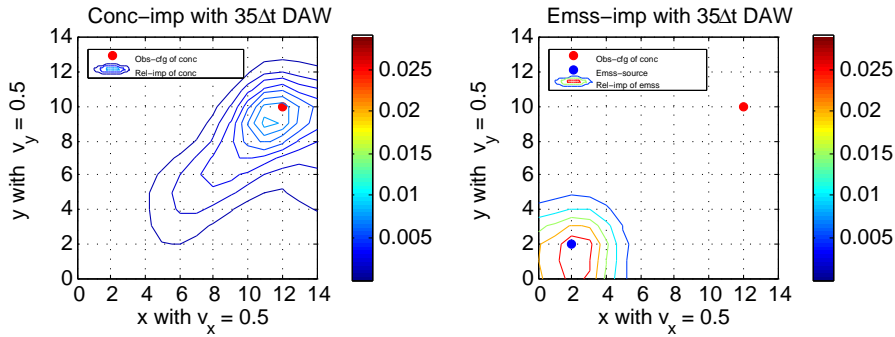 Conc-imp with 35Δt DAW
14
12
10
8
6
4
2
0
y with v_y = 0.5
Obs-cfg of conc
Rel-imp of conc
0 2 4 6 8 10 12 14
x with v_x = 0.5
0.025
0.020
0.015
0.010
0.005
Emss-imp with 35Δt DAW
14
12
10
8
6
4
2
0
y with v_y = 0.5
Obs-cfg of conc
Emss-source
Rel-imp of emss
0 2 4 6 8 10 12 14
x with v_x = 0.5
0.025
0.020
0.015
0.010
0.005